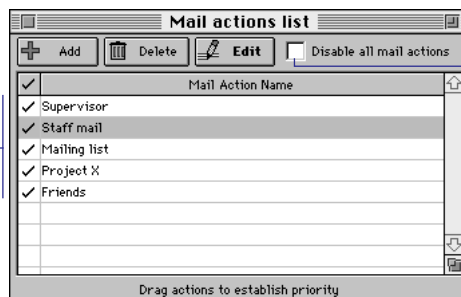 Mail actions list
Add Delete Edit Disable all mail actions
Mail Action Name
Supervisor
Staff mail
Mailing list
Project X
Friends
Drag actions to establish priority